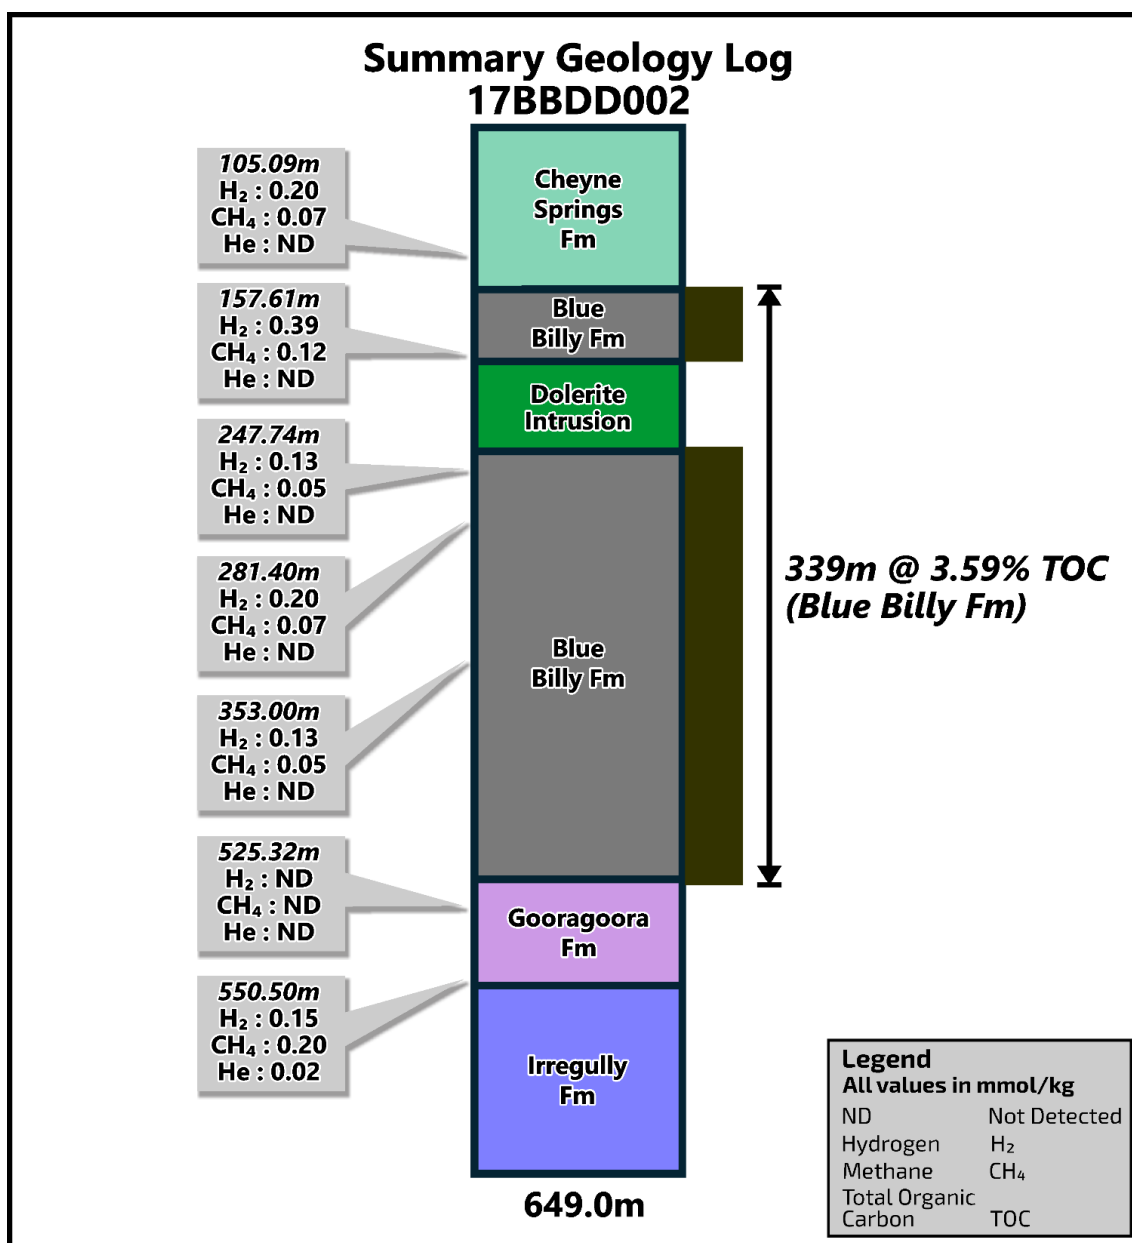 Summary Geology Log
17BBDD002
105.09m
H₂ : 0.20
CH₄ : 0.07
He : ND
157.61m
H₂ : 0.39
CH₄ : 0.12
He : ND
247.74m
H₂ : 0.13
CH₄ : 0.05
He : ND
281.40m
H₂ : 0.20
CH₄ : 0.07
He : ND
353.00m
H₂ : 0.13
CH₄ : 0.05
He : ND
525.32m
H₂ : ND
CH₄ : ND
He : ND
550.50m
H₂ : 0.15
CH₄ : 0.20
He : 0.02
Cheyne
Springs
Fm
Blue
Billy Fm
Dolerite
Intrusion
Blue
Billy Fm
Gooragoora
Fm
Irregully
Fm
649.0m
339m @ 3.59% TOC
(Blue Billy Fm)
Legend
All values in mmol/kg
ND Not Detected
Hydrogen H₂
Methane CH₄
Total Organic
Carbon TOC